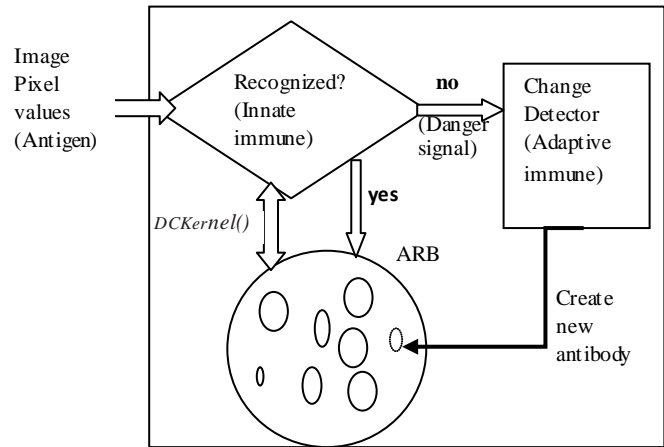 Image
Pixel
values
(Antigen)
Recognized?
(Innate
immune)
no
(Danger
signal)
Change
Detector
(Adaptive
immune)
DCKernel()
yes
ARB
Create
new
antibody